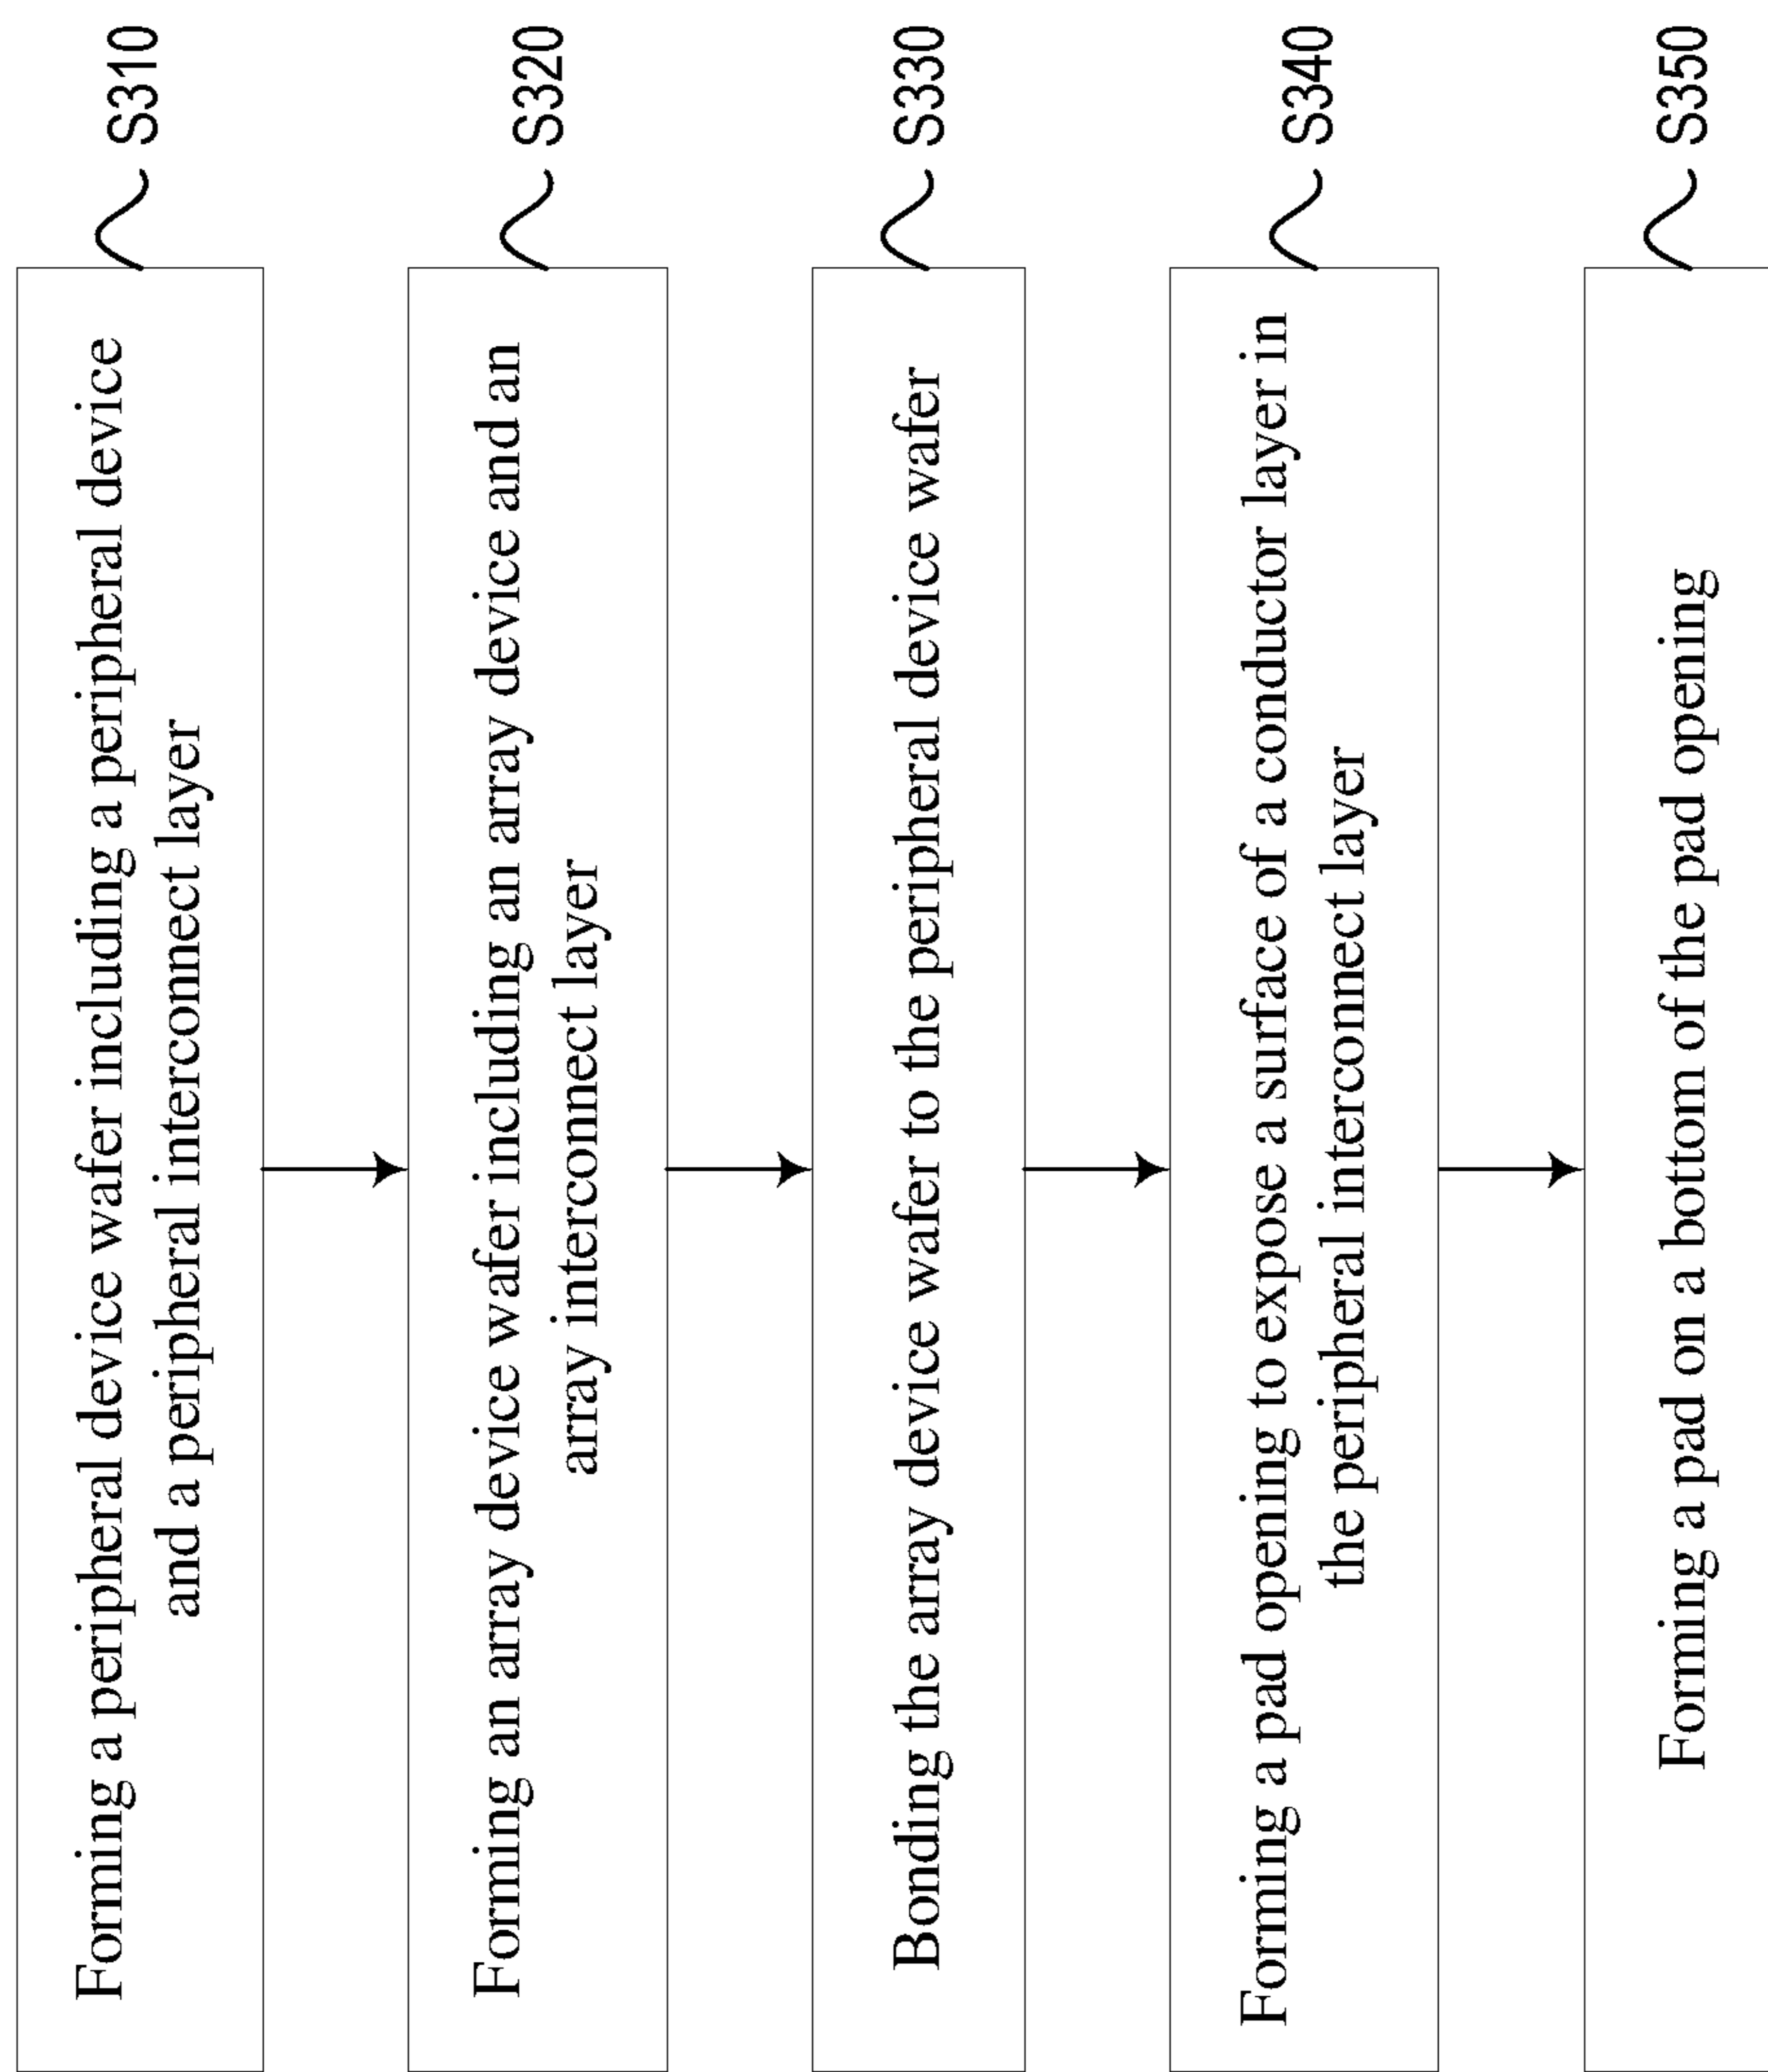 Forming a peripheral device wafer including a peripheral device
and a peripheral interconnect layer
S310
Forming an array device wafer including an array device and an
array interconnect layer
S320
Bonding the array device wafer to the peripheral device wafer
S330
Forming a pad opening to expose a surface of a conductor layer in
the peripheral interconnect layer
S340
Forming a pad on a bottom of the pad opening
S350